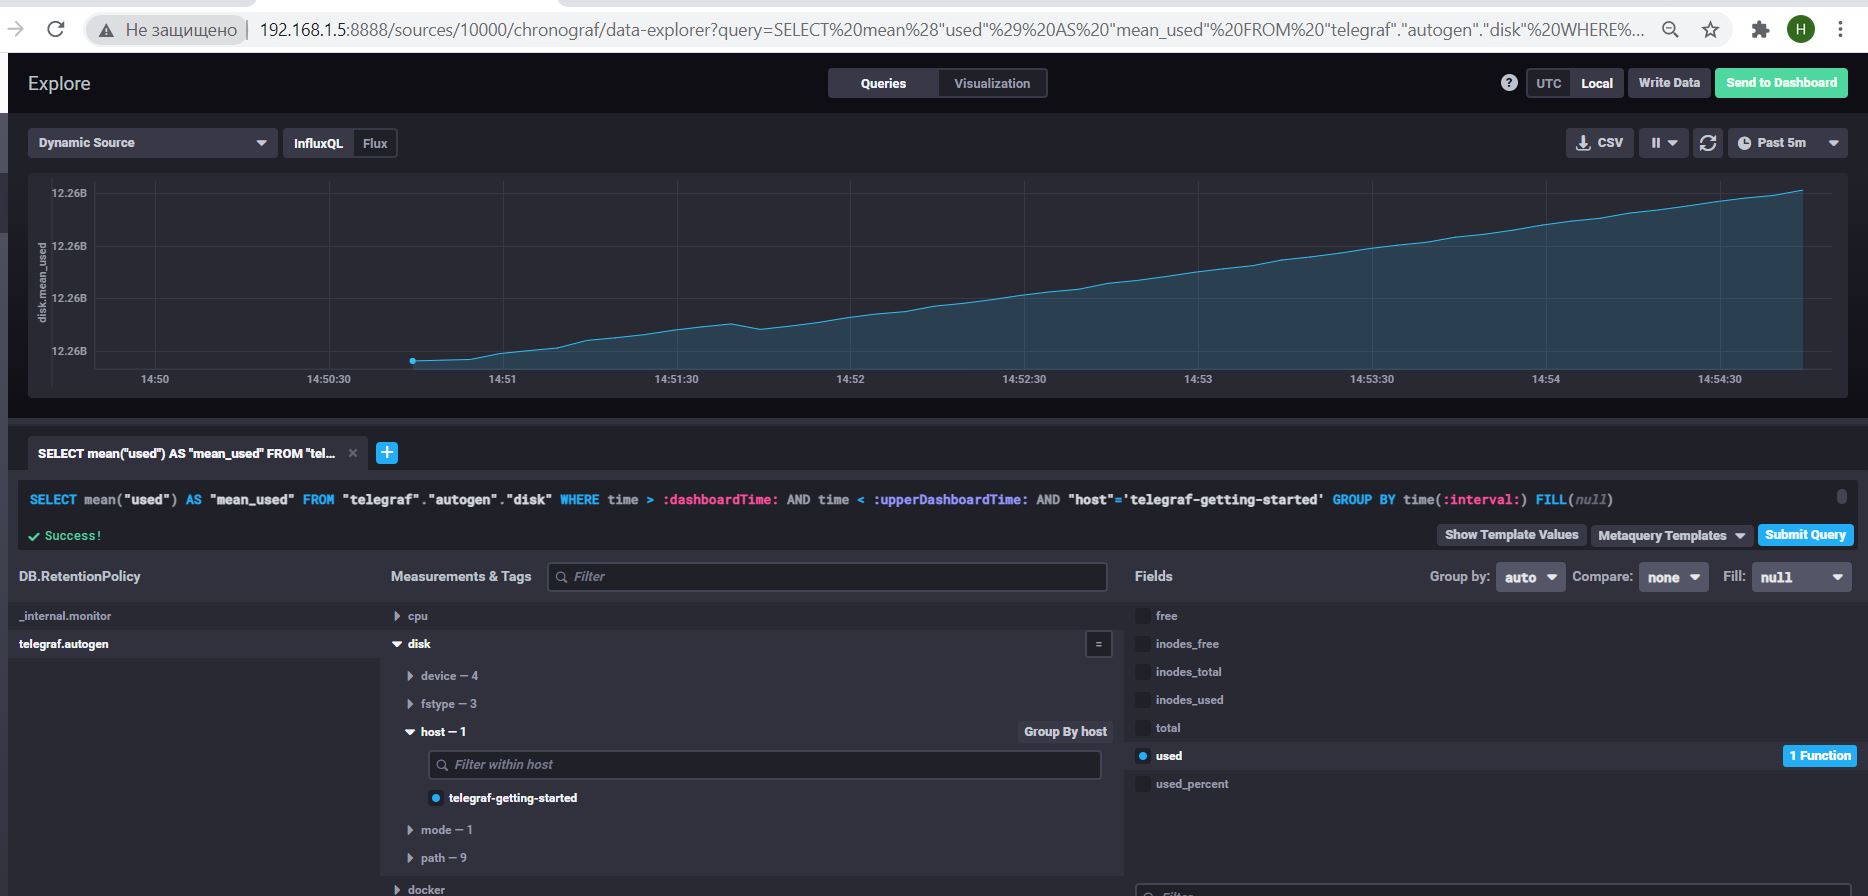 Не защищено 192.168.1.5:8888/sources/10000/chronograf/data-explorer?query=SELECT%20mean%28"used"%29%20AS%20"mean_used"%20FROM%20"telegraf"."autogen"."disk"%20WHERE%... H
Explore Queries Visualization ? UTC Local Write Data Send to Dashboard
Dynamic Source InfluxQL Flux CSV Past 5m
disk.mean_used
12.26B
12.26B
12.26B
12.26B
14:50 14:50:30 14:51 14:51:30 14:52 14:52:30 14:53 14:53:30 14:54 14:54:30
SELECT mean("used") AS "mean_used" FROM "tel... × +
SELECT mean("used") AS "mean_used" FROM "telegraf"."autogen"."disk" WHERE time > :dashboardTime: AND time < :upperDashboardTime: AND "host"='telegraf-getting-started' GROUP BY time(:interval:) FILL(null)
Success! Show Template Values Metaquery Templates Submit Query
DB.RetentionPolicy Measurements & Tags Filter Fields Group by: auto Compare: none Fill: null
_internal.monitor cpu free
telegraf.autogen disk = inodes_free
device — 4 inodes_total
fstype — 3 inodes_used
host — 1 Group By host total
Filter within host used 1 Function
telegraf-getting-started used_percent
mode — 1
path — 9
docker Filter